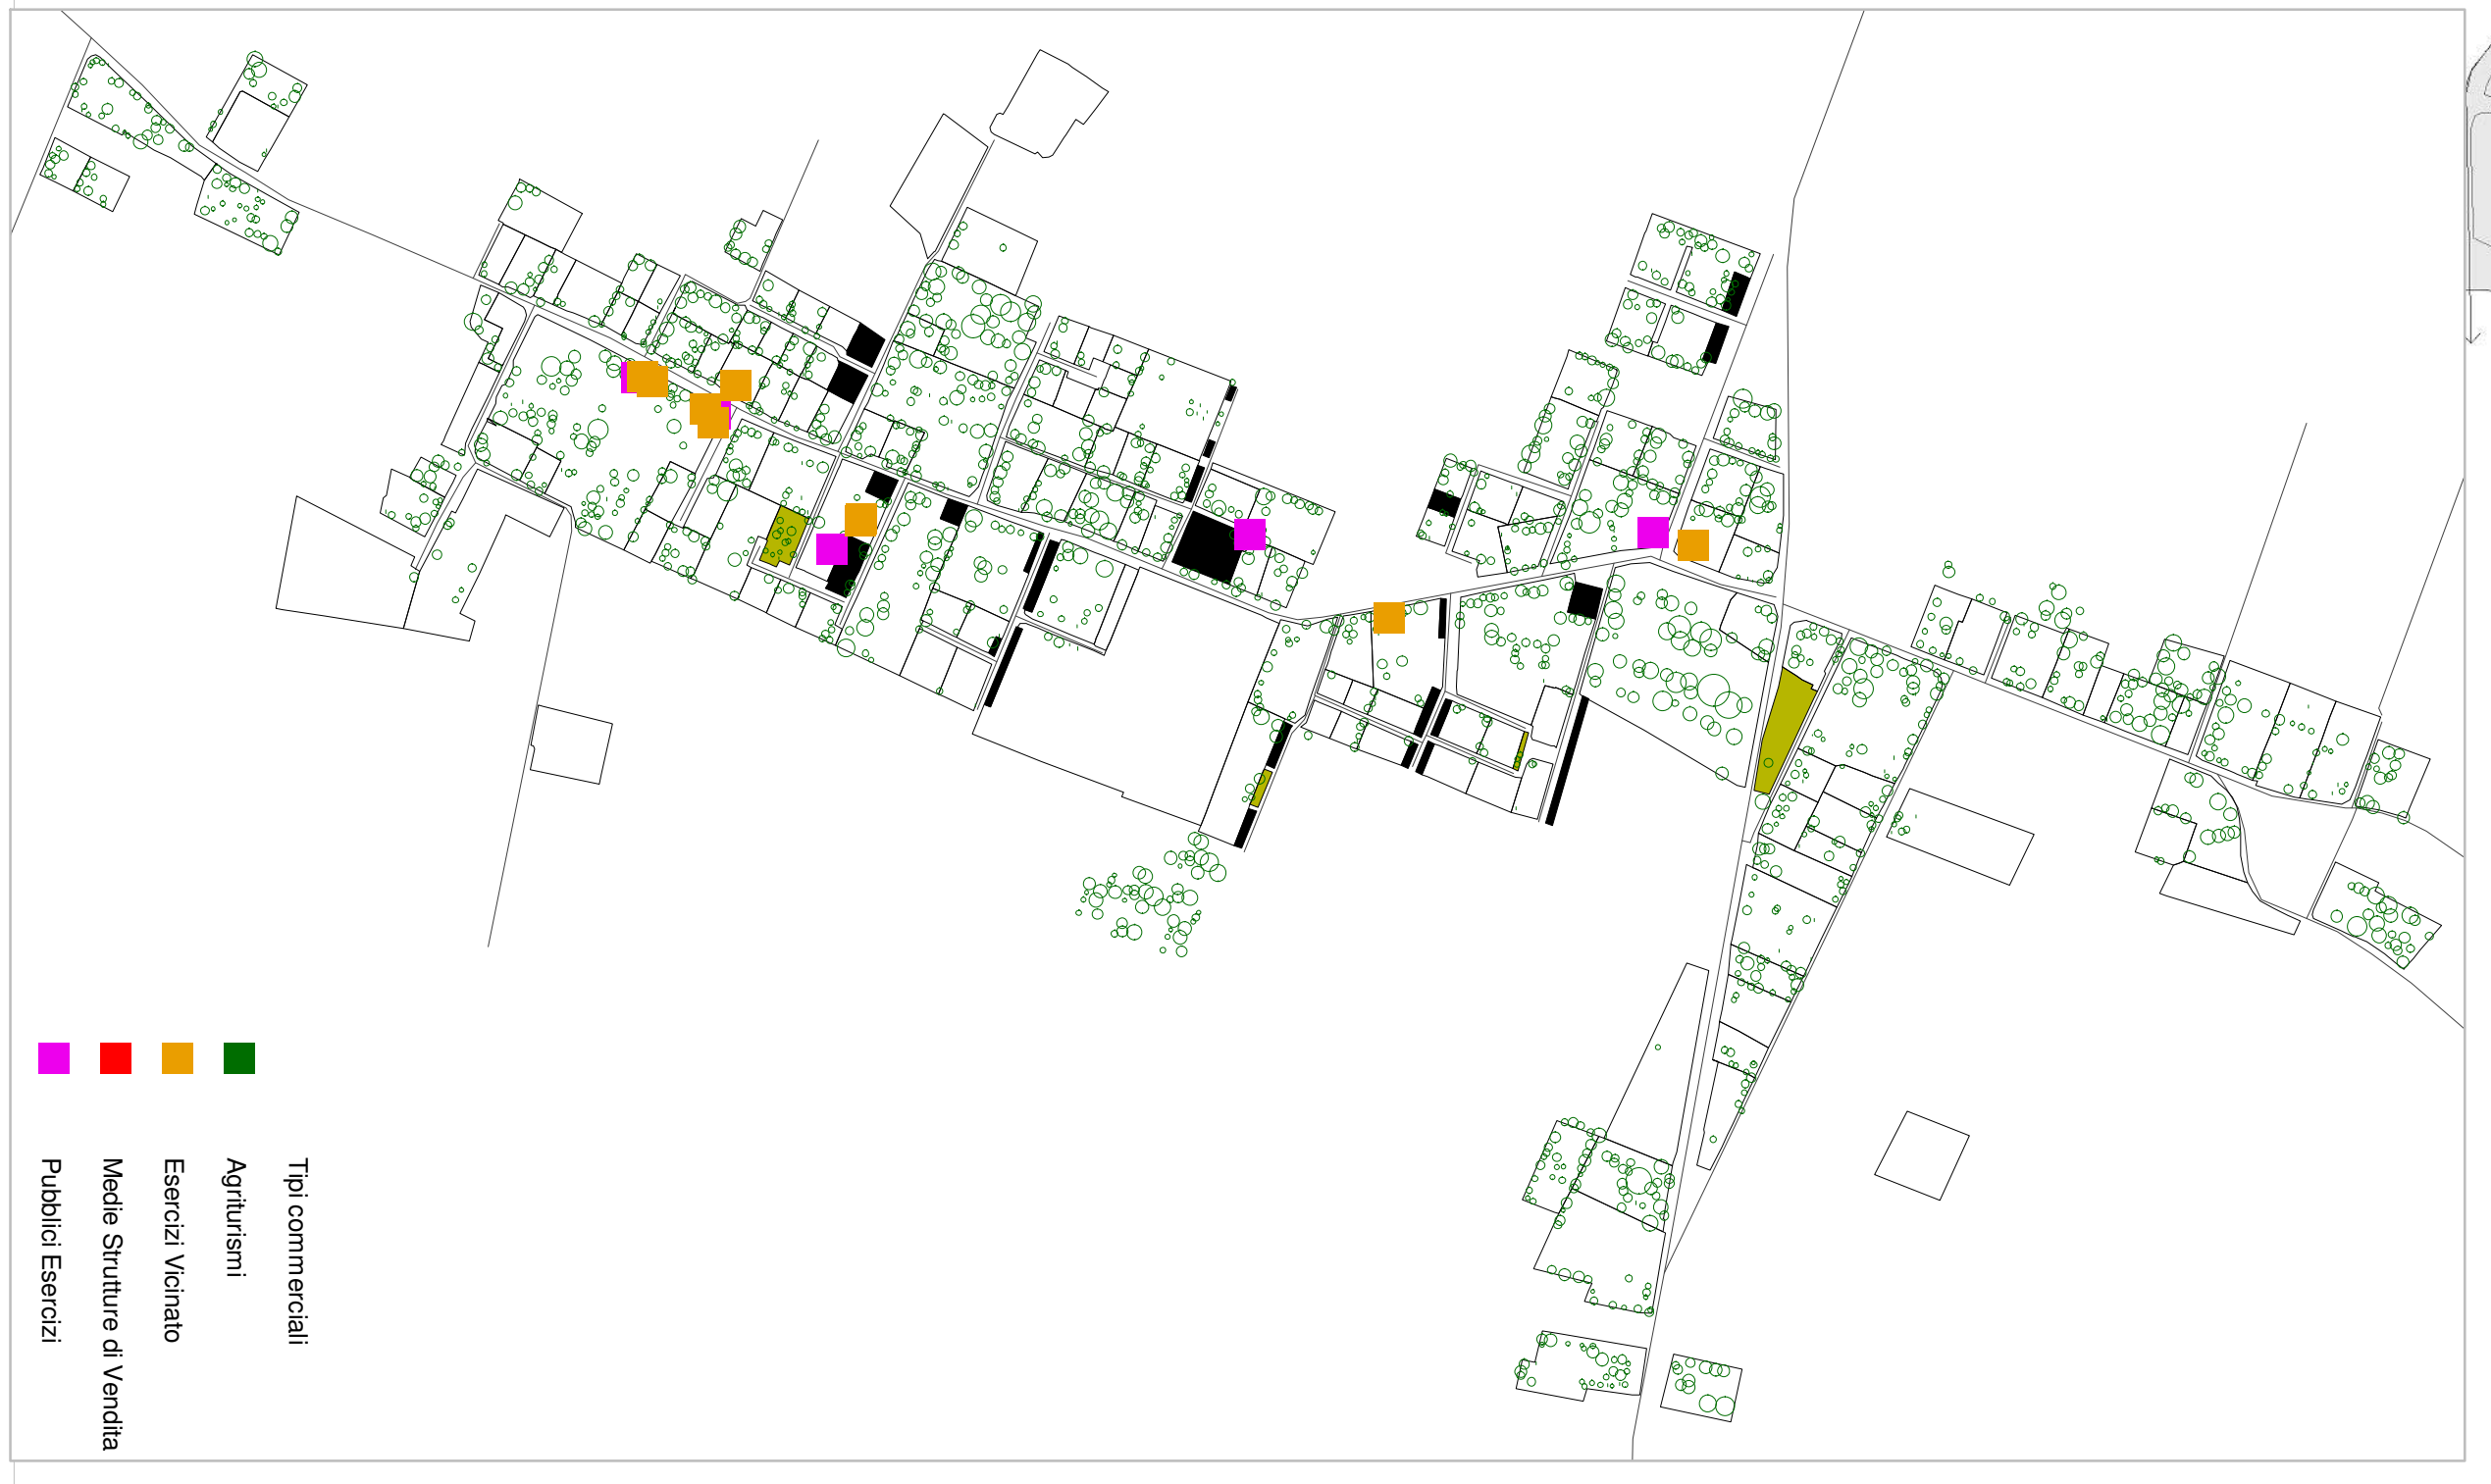 Tipi commerciali
Agriturismi
Esercizi Vicinato
Medie Strutture di Vendita
Pubblici Esercizi